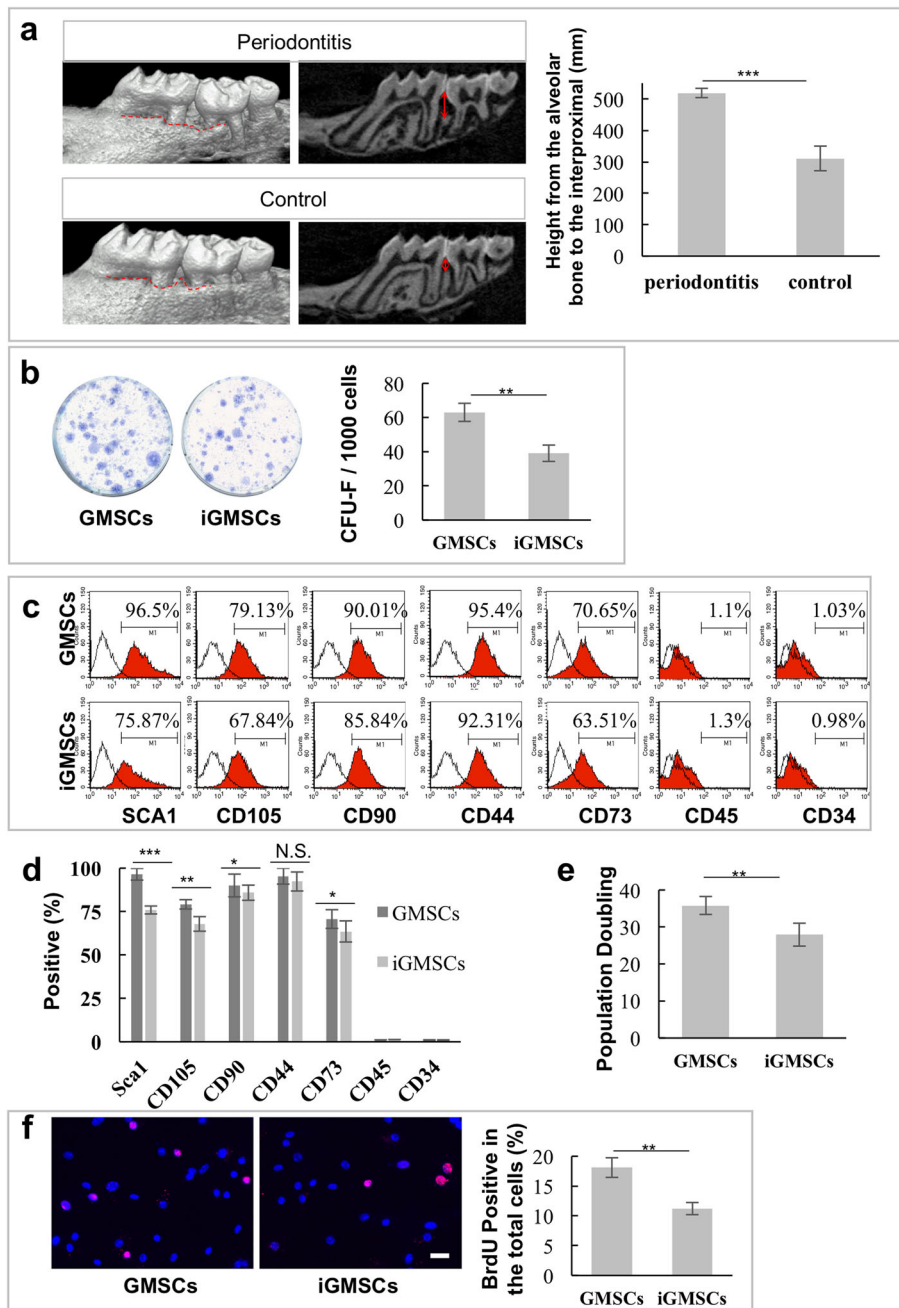 a
Periodontitis
Control
Height from the alveolar
bone to the interproximal (mm)
500
400
300
200
100
0
***
periodontitis
control
b
GMSCs
iGMSCs
CFU-F / 1000 cells
80
60
40
20
0
**
GMSCs
iGMSCs
c
GMSCs
96.5%
79.13%
90.01%
95.4%
70.65%
1.1%
1.03%
iGMSCs
75.87%
67.84%
85.84%
92.31%
63.51%
1.3%
0.98%
Counts
M1
SCA1
CD105
CD90
CD44
CD73
CD45
CD34
d
Positive (%)
100
75
50
25
0
***
**
*
N.S.
*
GMSCs
iGMSCs
Sca1
CD105
CD90
CD44
CD73
CD45
CD34
e
Population Doubling
40
30
20
10
0
**
GMSCs
iGMSCs
f
GMSCs
iGMSCs
BrdU Positive in
the total cells (%)
20
15
10
5
0
**
GMSCs
iGMSCs